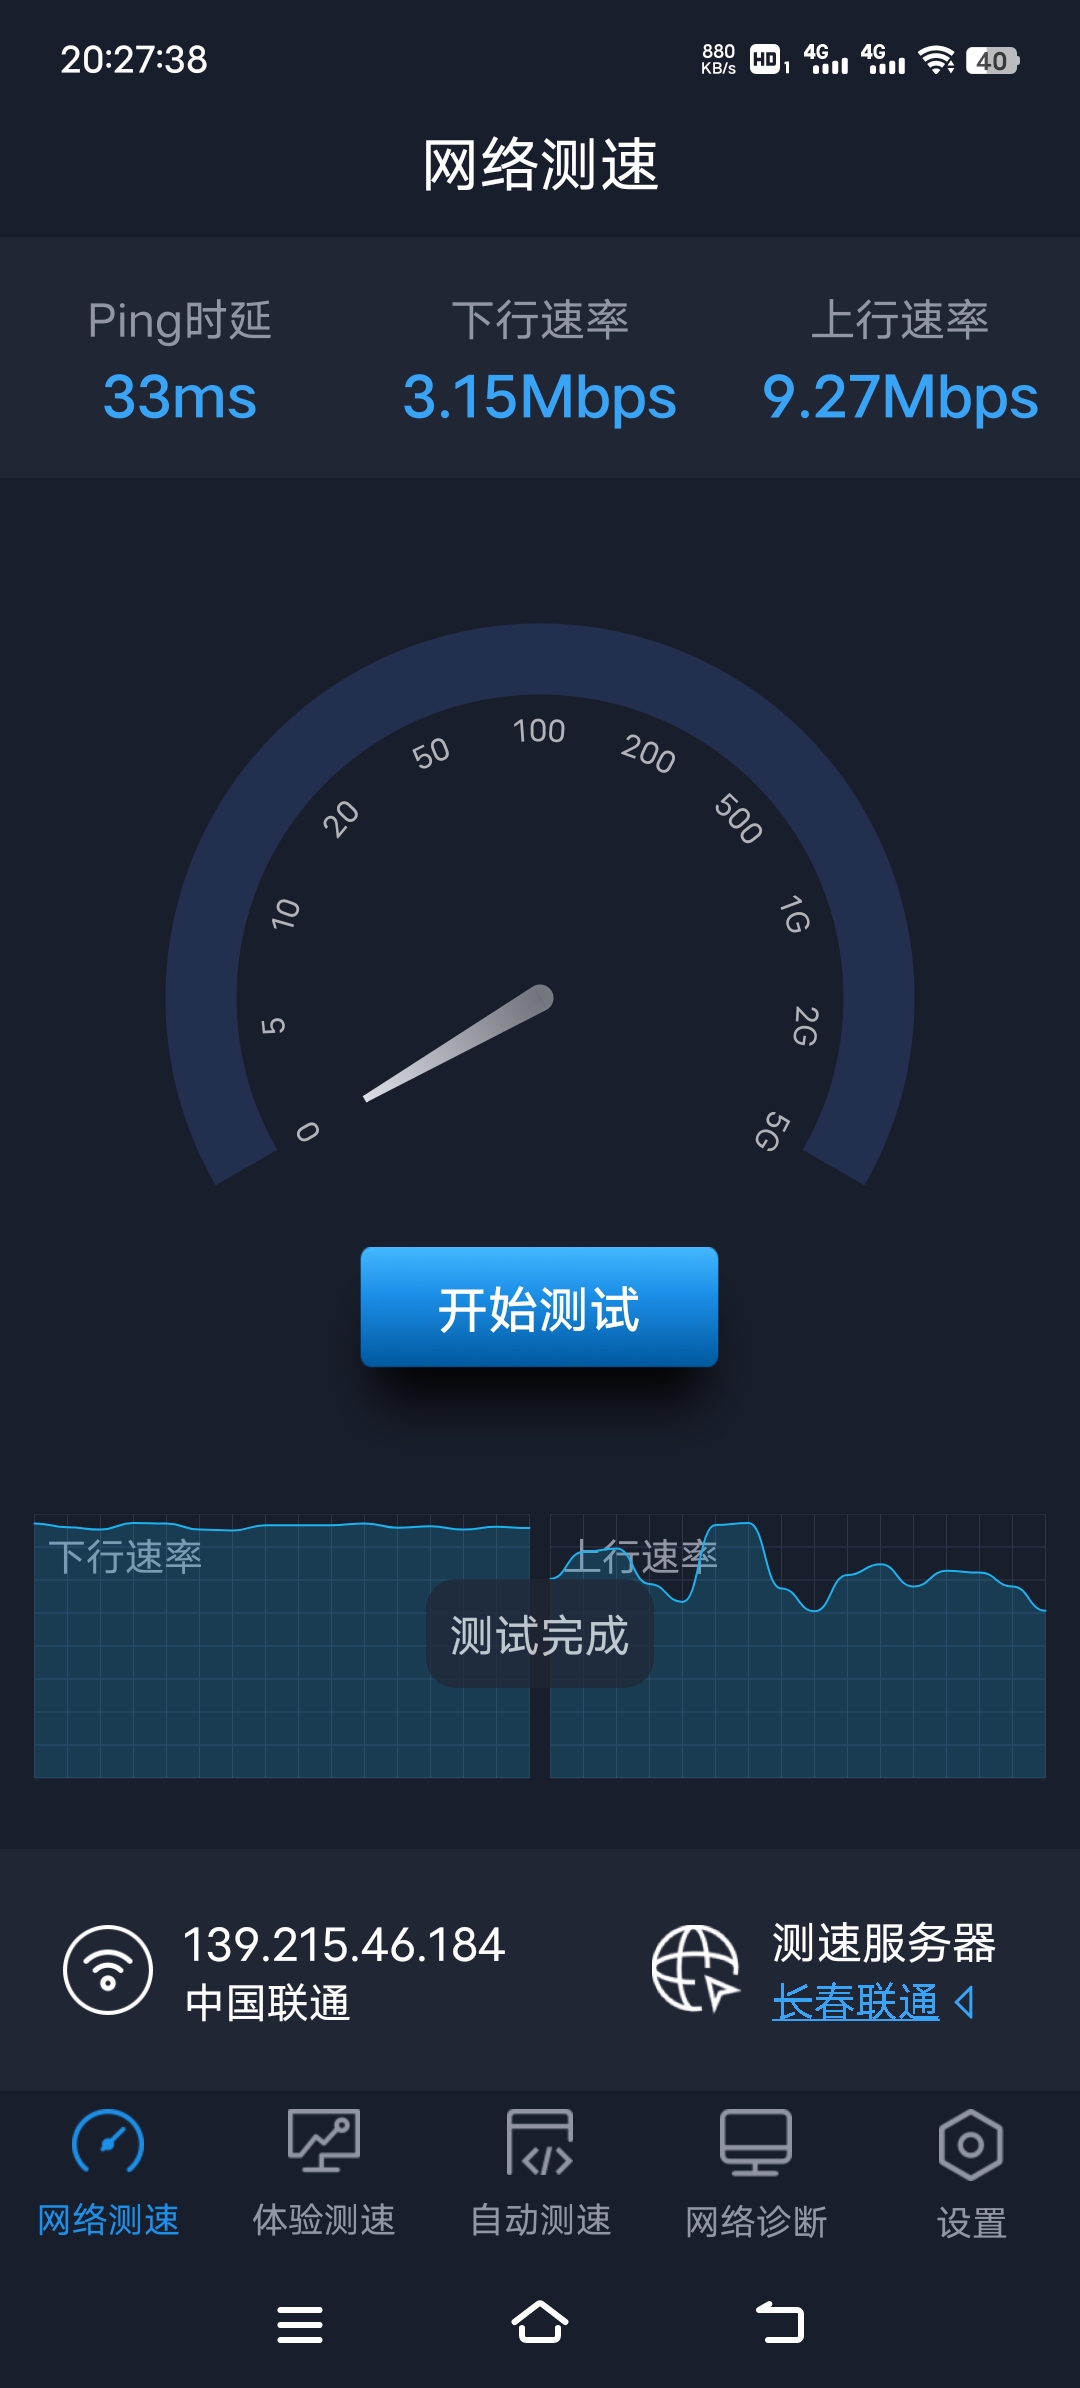 20:27:38
880 KB/s HD 1 4G 4G 40
网络测速
Ping时延 下行速率 上行速率
33ms 3.15Mbps 9.27Mbps
0 5 10 20 50 100 200 500 1G 2G 5G
开始测试
下行速率 上行速率
测试完成
139.215.46.184 测速服务器
中国联通 长春联通
网络测速 体验测速 自动测速 网络诊断 设置